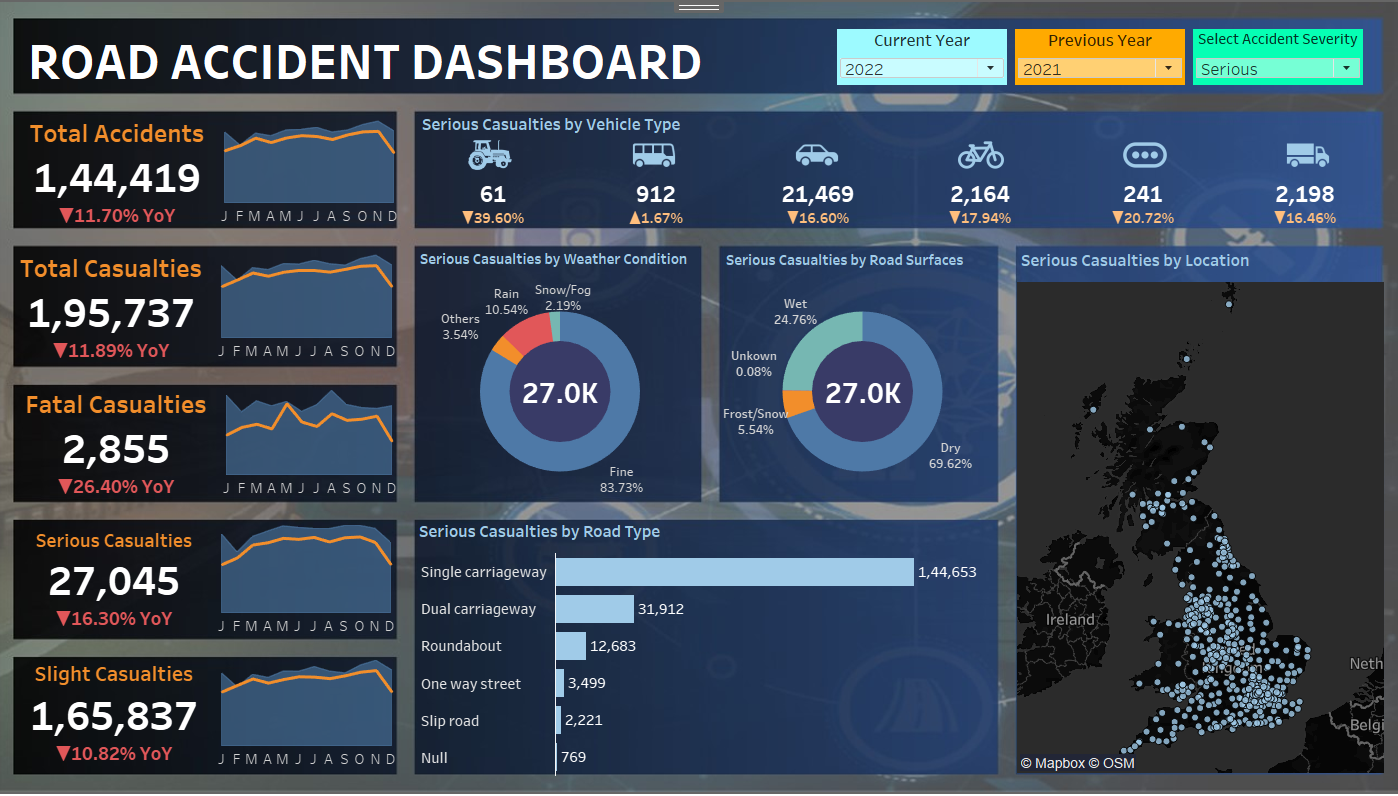 ROAD ACCIDENT DASHBOARD
Current Year
2022
Previous Year
2021
Select Accident Severity
Serious
Total Accidents
1,44,419
▼11.70% YoY
J F M A M J J A S O N D
Total Casualties
1,95,737
▼11.89% YoY
J F M A M J J A S O N D
Fatal Casualties
2,855
▼26.40% YoY
J F M A M J J A S O N D
Serious Casualties
27,045
▼16.30% YoY
J F M A M J J A S O N D
Slight Casualties
1,65,837
▼10.82% YoY
J F M A M J J A S O N D
Serious Casualties by Vehicle Type
61 912 21,469 2,164 241 2,198
▼39.60% ▲1.67% ▼16.60% ▼17.94% ▼20.72% ▼16.46%
Serious Casualties by Weather Condition
Snow/Fog
2.19%
Rain
10.54%
Others
3.54%
27.0K
Fine
83.73%
Serious Casualties by Road Surfaces
Wet
24.76%
Unkown
0.08%
Frost/Snow
5.54%
27.0K
Dry
69.62%
Serious Casualties by Road Type
Single carriageway 1,44,653
Dual carriageway 31,912
Roundabout 12,683
One way street 3,499
Slip road 2,221
Null 769
Serious Casualties by Location
Ireland
Neth
Belgi
© Mapbox © OSM